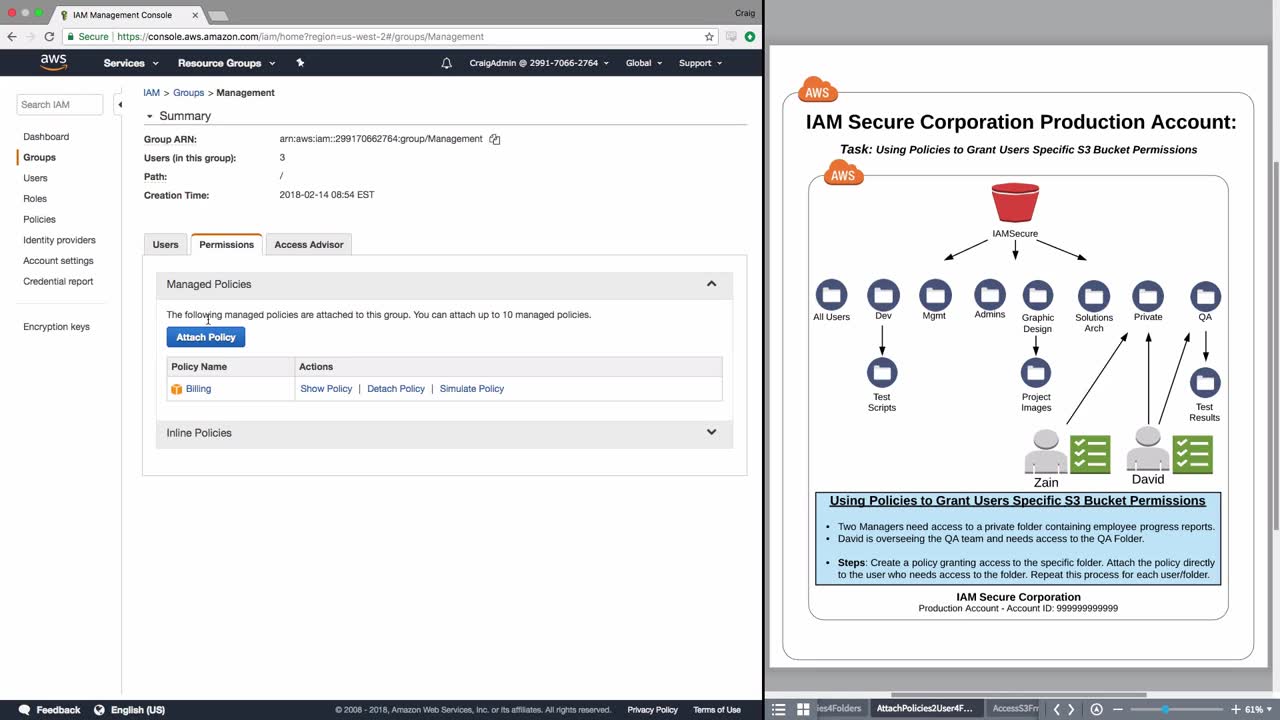 IAM Management Console
Craig
Secure | https://console.aws.amazon.com/iam/home?region=us-west-2#/groups/Management
aws
Services
Resource Groups
CraigAdmin @ 2991-7066-2764
Global
Support
Search IAM
Dashboard
Groups
Users
Roles
Policies
Identity providers
Account settings
Credential report
Encryption keys
IAM > Groups > Management
Summary
Group ARN: arn:aws:iam::299170662764:group/Management
Users (in this group): 3
Path: /
Creation Time: 2018-02-14 08:54 EST
Users
Permissions
Access Advisor
Managed Policies
The following managed policies are attached to this group. You can attach up to 10 managed policies.
Attach Policy
Policy Name Actions
Billing Show Policy | Detach Policy | Simulate Policy
Inline Policies
Feedback
English (US)
© 2008 - 2018, Amazon Web Services, Inc. or its affiliates. All rights reserved.
Privacy Policy
Terms of Use
AWS
IAM Secure Corporation Production Account:
Task: Using Policies to Grant Users Specific S3 Bucket Permissions
AWS
IAMSecure
All Users
Dev
Mgmt
Admins
Graphic
Design
Solutions
Arch
Private
QA
Test
Scripts
Project
Images
Test
Results
Zain
David
Using Policies to Grant Users Specific S3 Bucket Permissions
• Two Managers need access to a private folder containing employee progress reports.
• David is overseeing the QA team and needs access to the QA Folder.
• Steps: Create a policy granting access to the specific folder. Attach the policy directly
to the user who needs access to the folder. Repeat this process for each user/folder.
IAM Secure Corporation
Production Account - Account ID: 999999999999
ies4Folders
AttachPolicies2User4F...
AccessS3Fr
61%